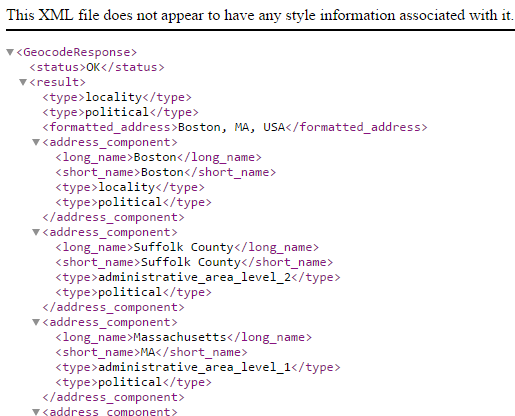 This XML file does not appear to have any style information associated with it.
▼<GeocodeResponse>
<status>OK</status>
▼<result>
<type>locality</type>
<type>political</type>
<formatted_address>Boston, MA, USA</formatted_address>
▼<address_component>
<long_name>Boston</long_name>
<short_name>Boston</short_name>
<type>locality</type>
<type>political</type>
</address_component>
▼<address_component>
<long_name>Suffolk County</long_name>
<short_name>Suffolk County</short_name>
<type>administrative_area_level_2</type>
<type>political</type>
</address_component>
▼<address_component>
<long_name>Massachusetts</long_name>
<short_name>MA</short_name>
<type>administrative_area_level_1</type>
<type>political</type>
</address_component>
▼<address_component>